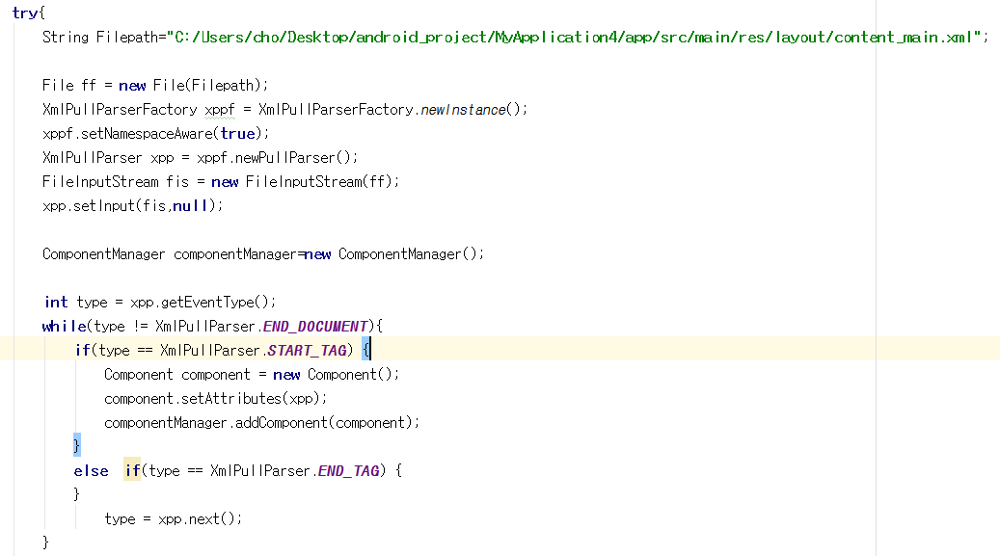 try{
String Filepath="C:/Users/cho/Desktop/android_project/MyApplication4/app/src/main/res/layout/content_main.xml";
File ff = new File(Filepath);
XmlPullParserFactory xppf = XmlPullParserFactory.newInstance();
xppf.setNamespaceAware(true);
XmlPullParser xpp = xppf.newPullParser();
FileInputStream fis = new FileInputStream(ff);
xpp.setInput(fis,null);
ComponentManager componentManager=new ComponentManager();
int type = xpp.getEventType();
while(type != XmlPullParser.END_DOCUMENT){
if(type == XmlPullParser.START_TAG) {
Component component = new Component();
component.setAttributes(xpp);
componentManager.addComponent(component);
}
else  if(type == XmlPullParser.END_TAG) {
}
type = xpp.next();
}